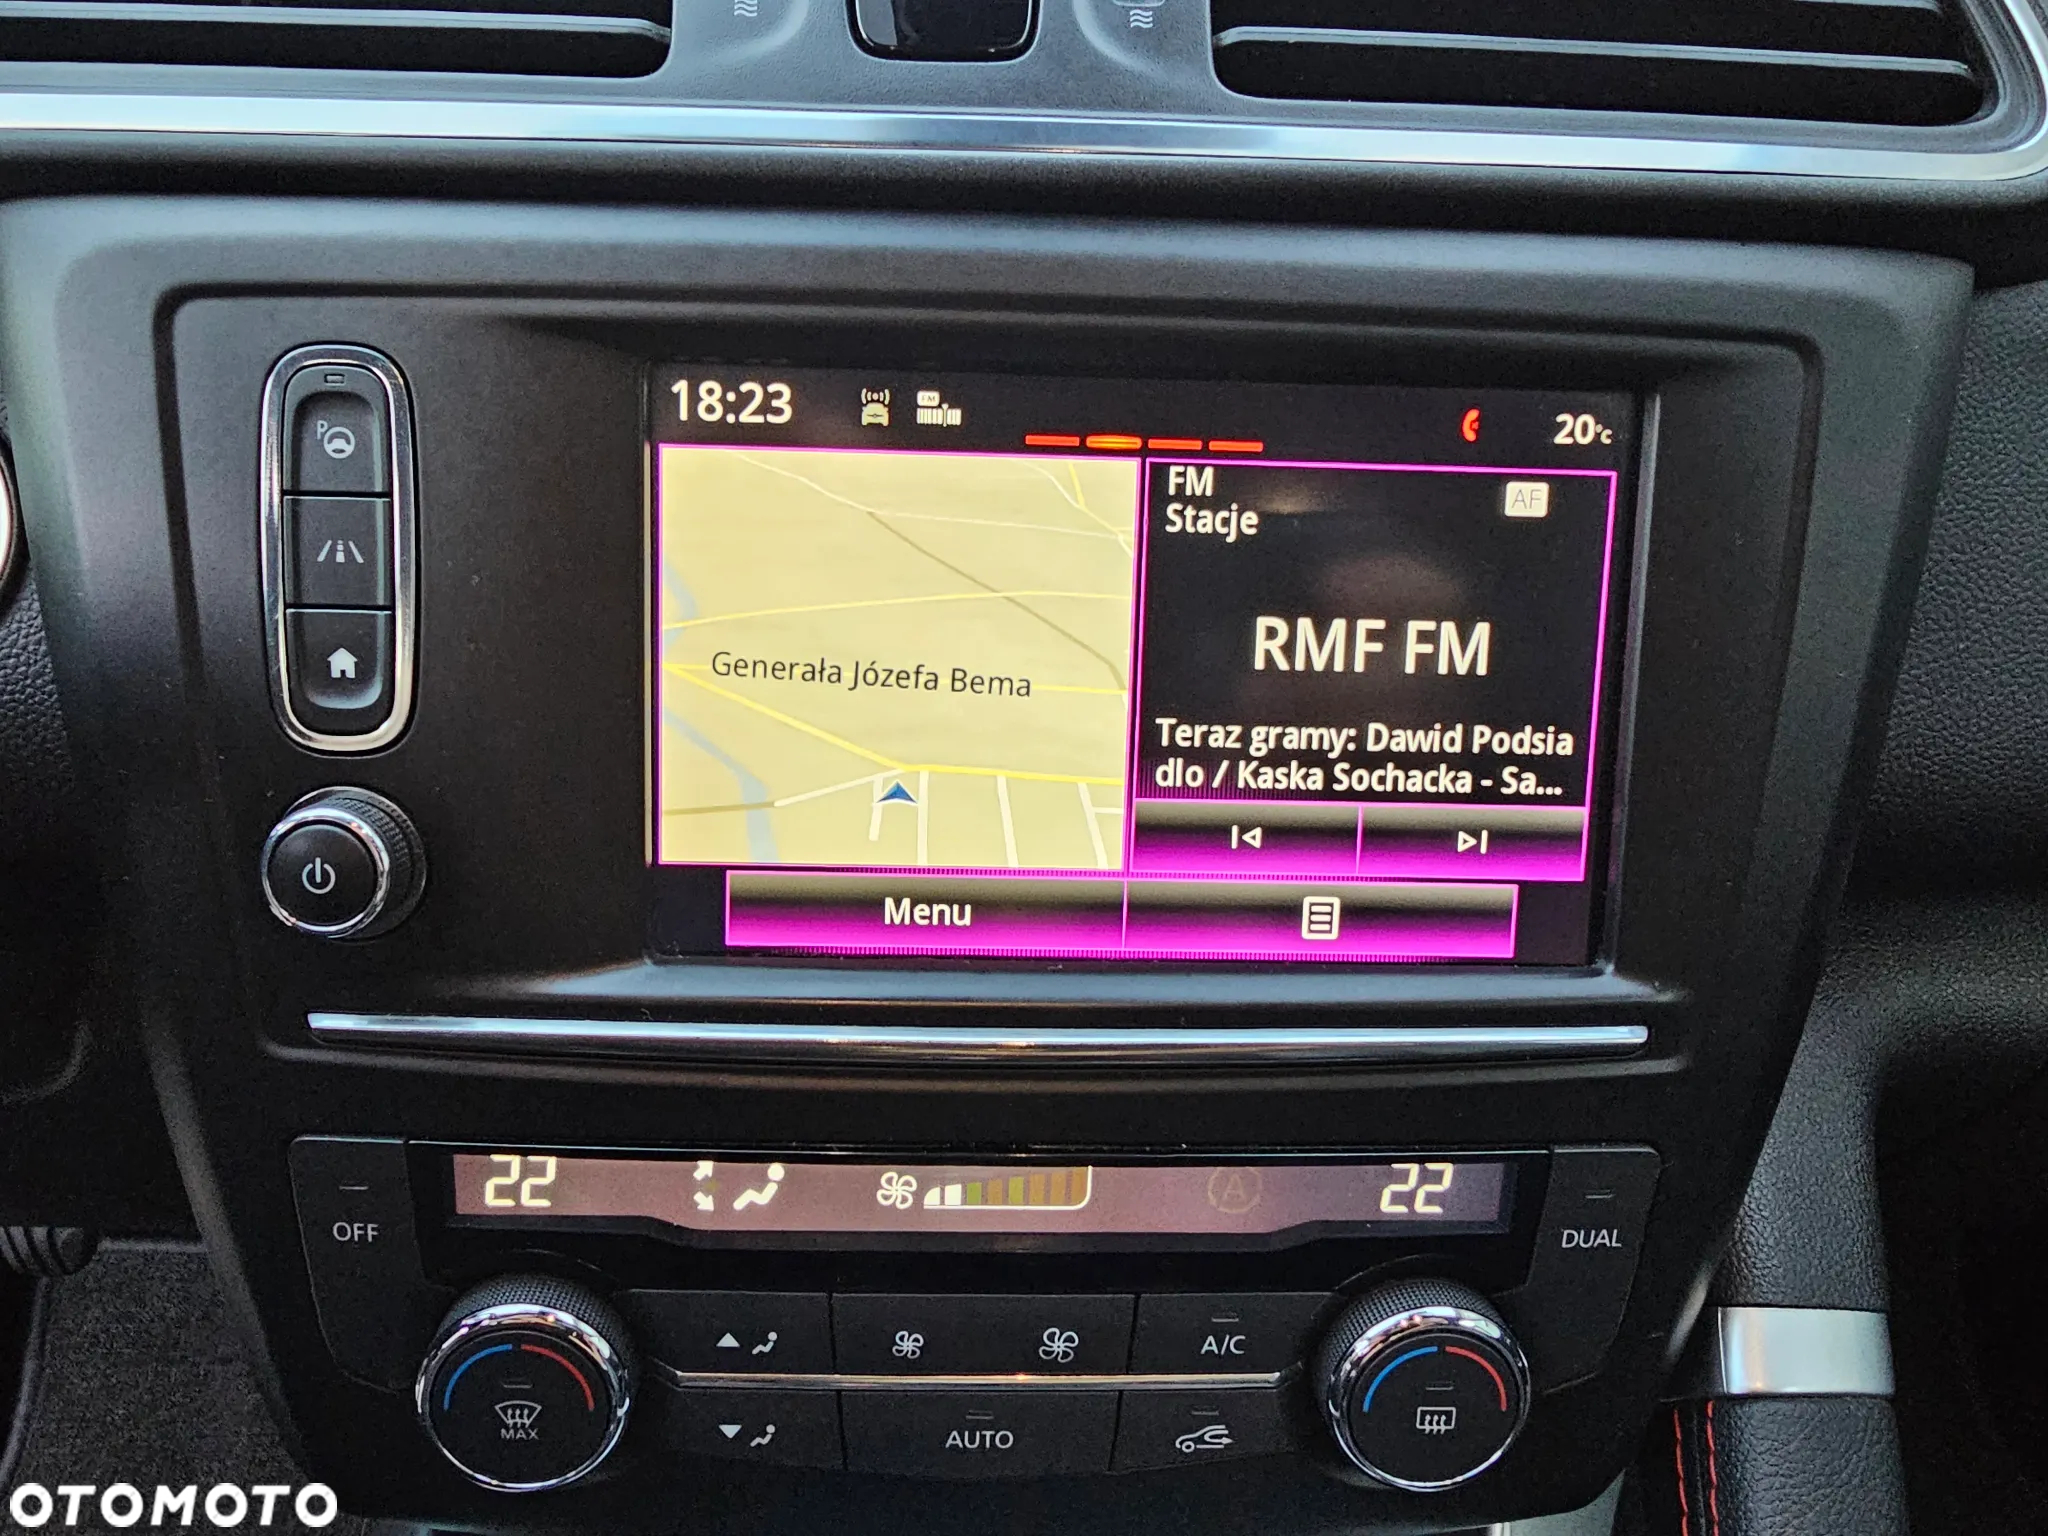 18:23
FM
20°C
FM
Stacje
AF
RMF FM
Teraz gramy: Dawid Podsia
dlo / Kaska Sochacka - Sa...
Generała Józefa Bema
Menu
P
22
A
22
OFF
DUAL
A/C
MAX
AUTO
OTOMOTO